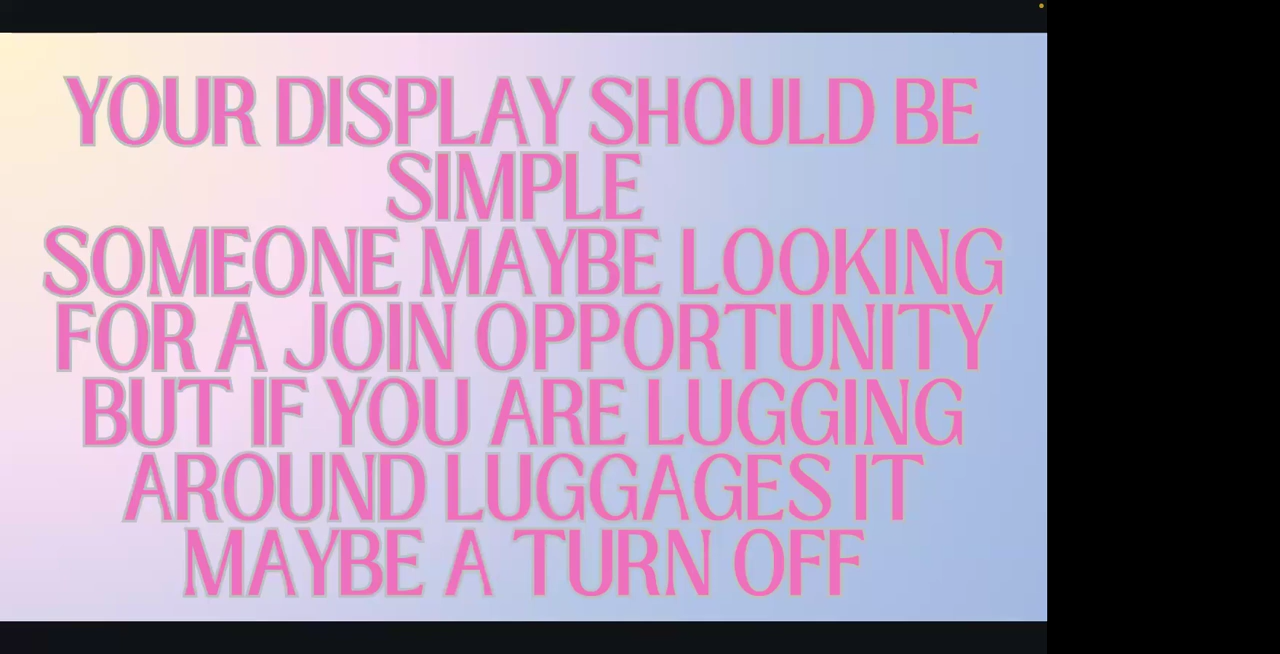 YOUR DISPLAY SHOULD BE
SIMPLE
SOMEONE MAYBE LOOKING
FOR A JOIN OPPORTUNITY
BUT IF YOU ARE LUGGING
AROUND LUGGAGES IT
MAYBE A TURN OFF